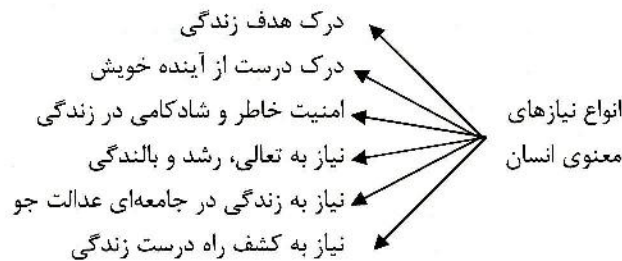 انواع نیازهای
معنوی انسان
درک هدف زندگی
درک درست از آینده خویش
امنیت خاطر و شادکامی در زندگی
نیاز به تعالی، رشد و بالندگی
نیاز به زندگی در جامعه‌ای عدالت جو
نیاز به کشف راه درست زندگی